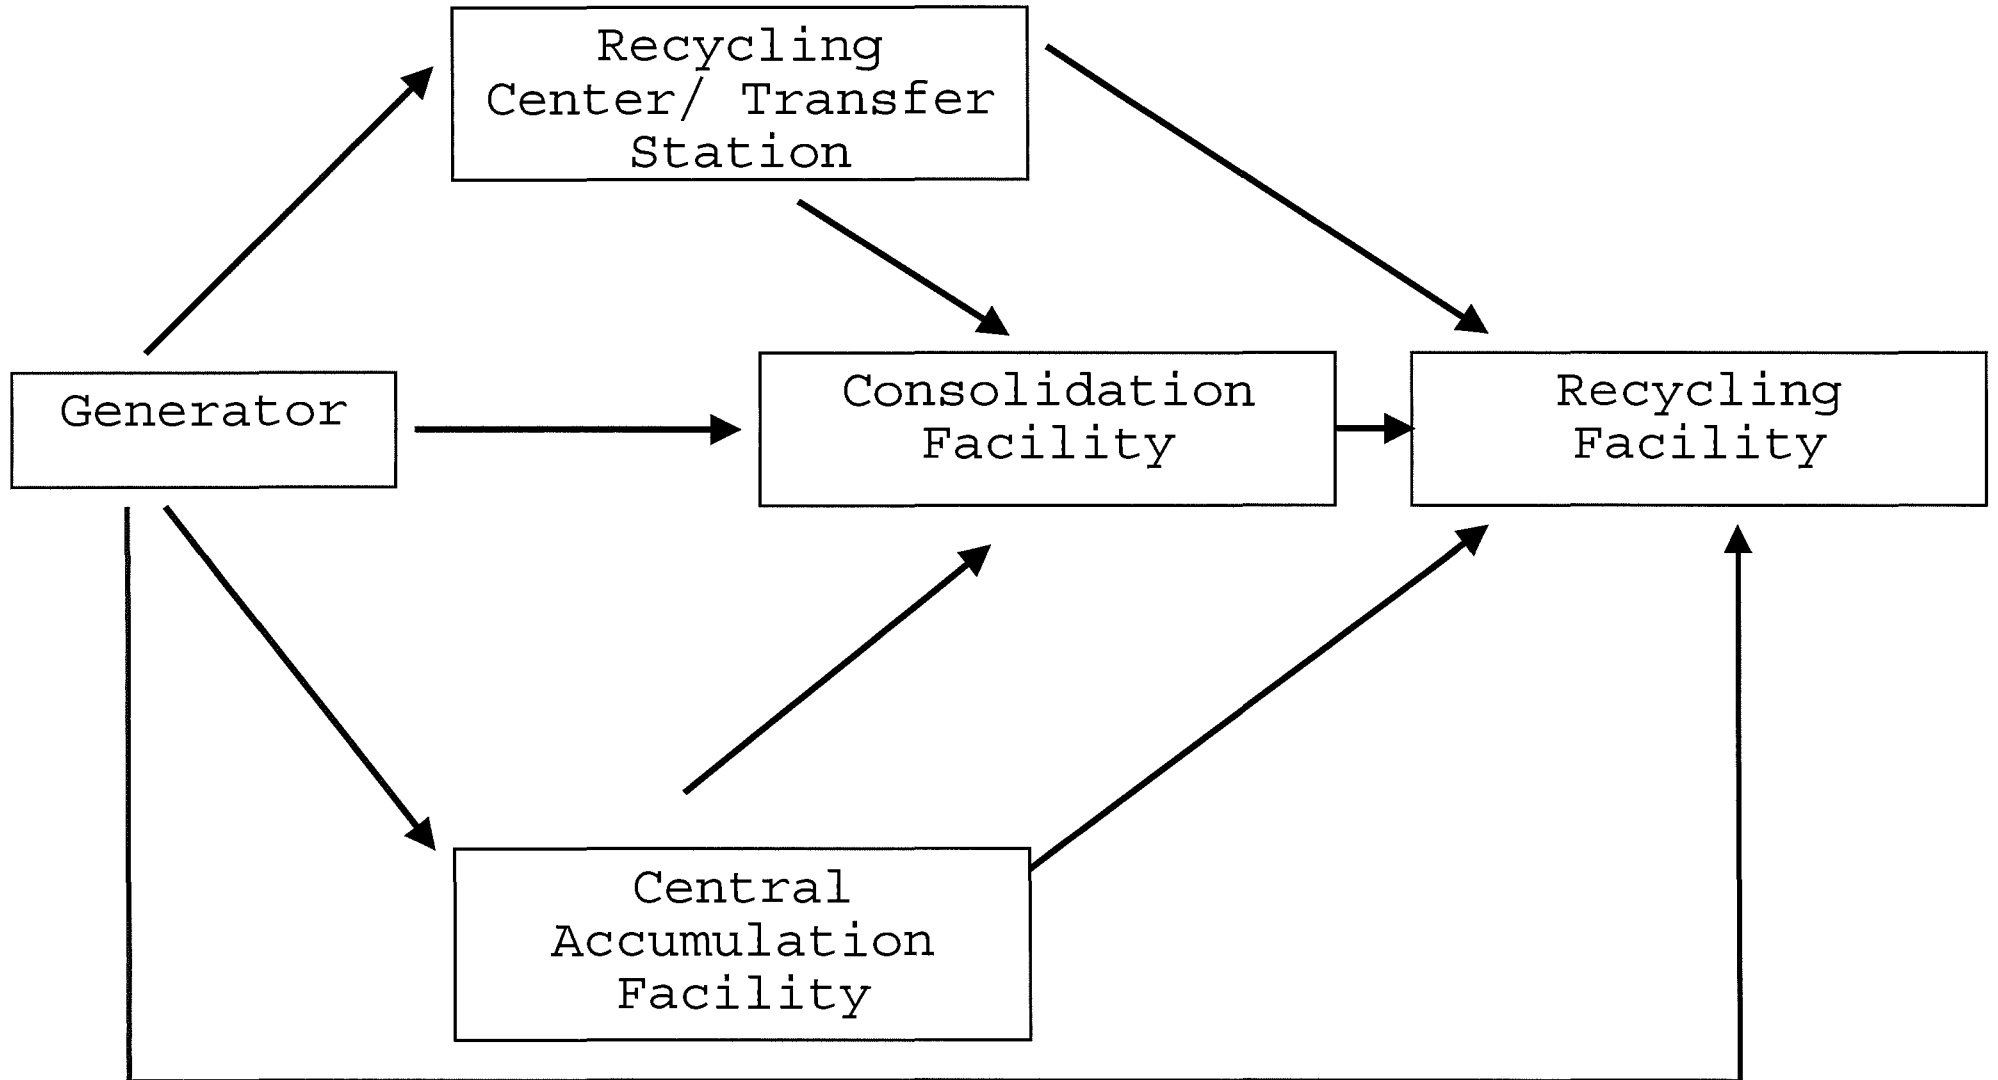 Recycling
Center/ Transfer
Station
Generator
Consolidation
Facility
Recycling
Facility
Central
Accumulation
Facility